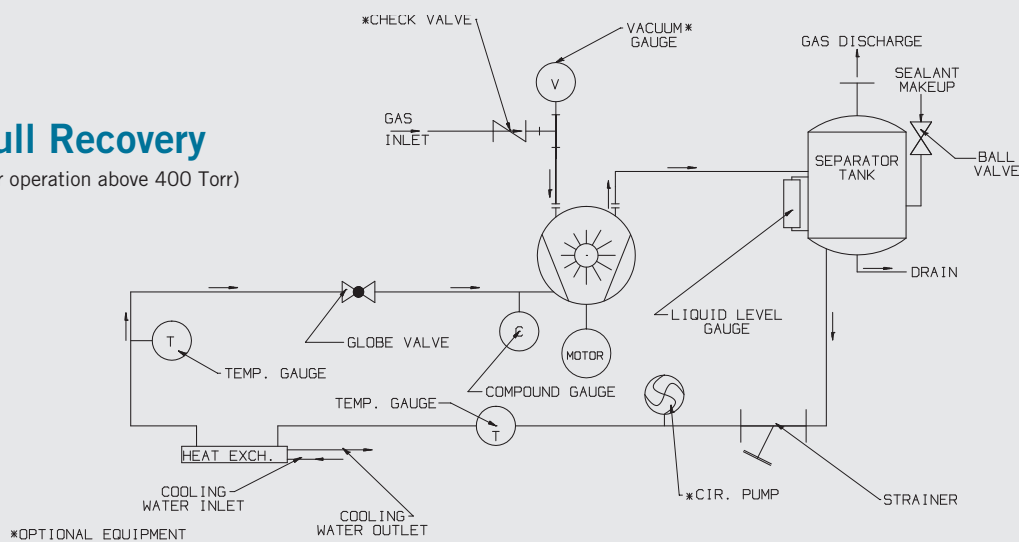 *CHECK VALVE
VACUUM*
GAUGE
V
GAS DISCHARGE
SEALANT
MAKEUP
GAS
INLET
ull Recovery
r operation above 400 Torr)
SEPARATOR
TANK
BALL
VALVE
DRAIN
LIQUID LEVEL
GAUGE
GLOBE VALVE
C
MOTOR
T
TEMP. GAUGE
COMPOUND GAUGE
TEMP. GAUGE
T
HEAT EXCH.
COOLING
WATER INLET
COOLING
WATER OUTLET
*CIR. PUMP
STRAINER
*OPTIONAL EQUIPMENT